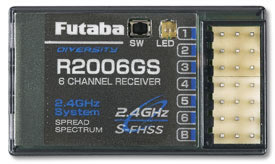 Futaba
SW
LED
DIVERSITY
R2006GS
6 CHANNEL RECEIVER
2.4GHz
System
SPREAD
SPECTRUM
2.4GHz
S-FHSS
1
2
3
4
5
6
B